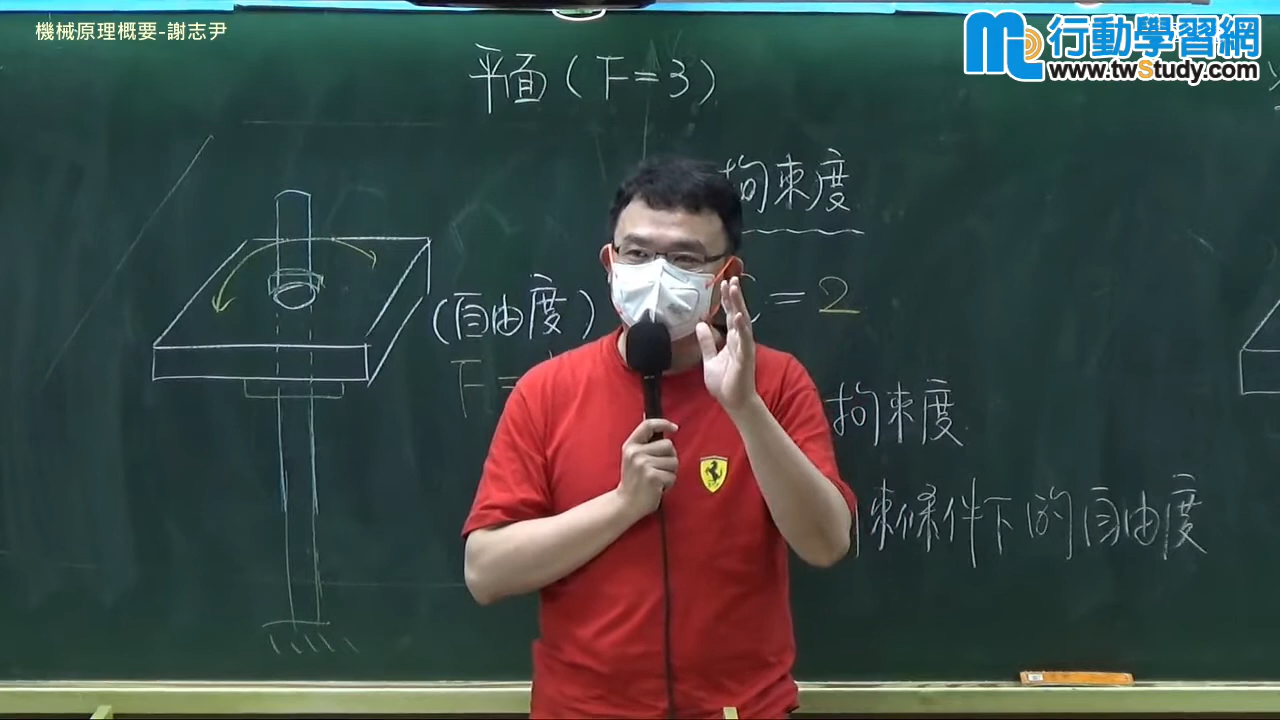 機械原理概要-謝志尹
行動學習網
www.twStudy.com
平面(F=3)
拘束度
=2
(自由度)
F=
拘束度
束條件下的自由度